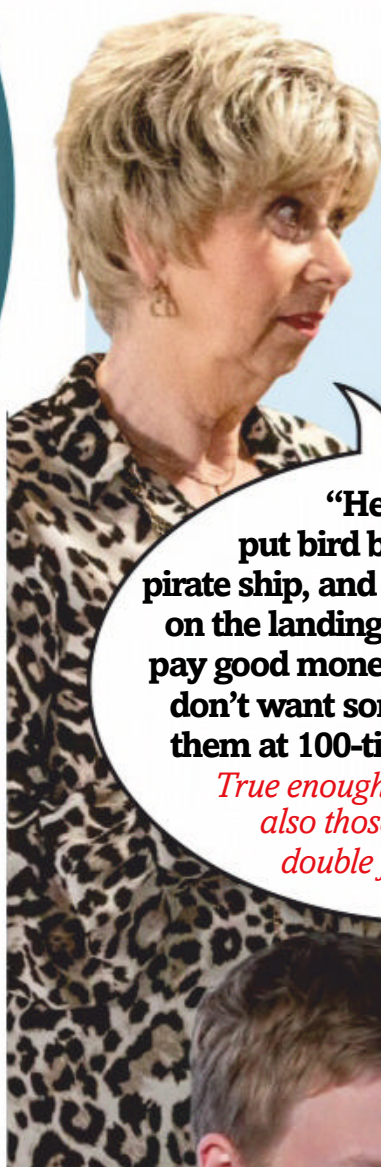 “He
put bird b
pirate ship, and
on the landing
pay good mone
don’t want so
them at 100-ti
True enough
also those
double